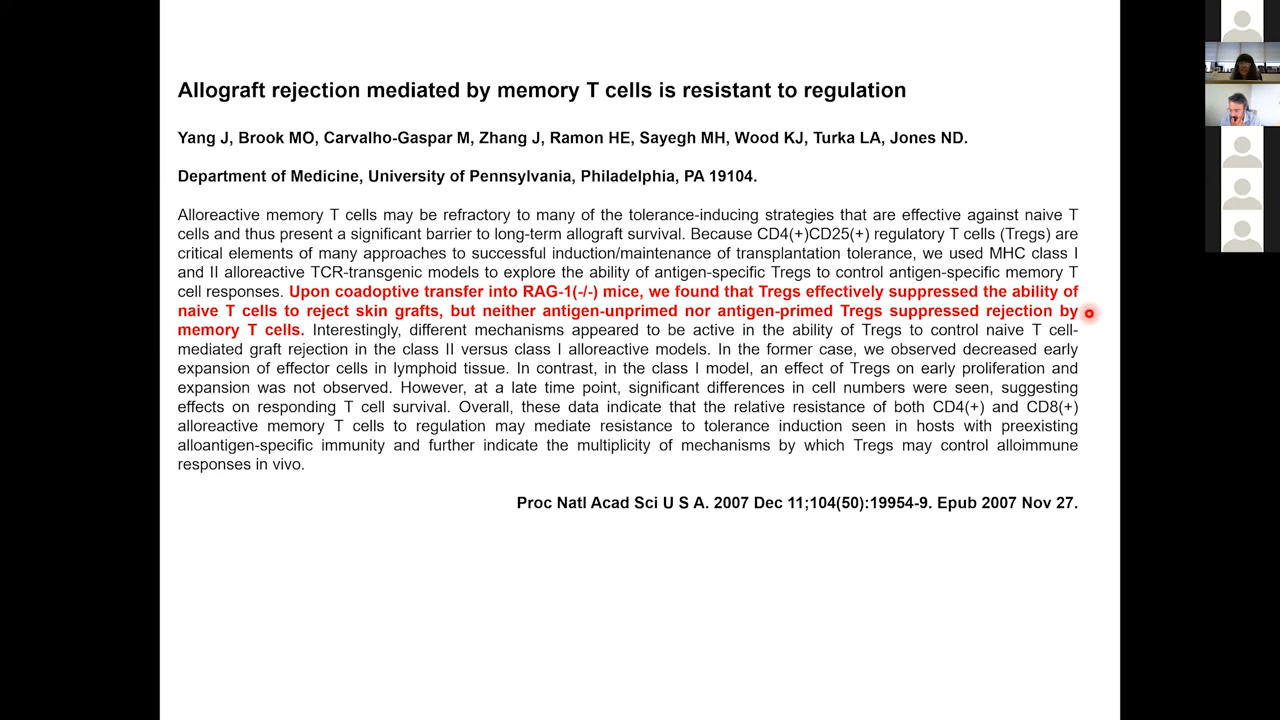 Allograft rejection mediated by memory T cells is resistant to regulation
Yang J, Brook MO, Carvalho-Gaspar M, Zhang J, Ramon HE, Sayegh MH, Wood KJ, Turka LA, Jones ND.
Department of Medicine, University of Pennsylvania, Philadelphia, PA 19104.
Alloreactive memory T cells may be refractory to many of the tolerance-inducing strategies that are effective against naive T
cells and thus present a significant barrier to long-term allograft survival. Because CD4(+)CD25(+) regulatory T cells (Tregs) are
critical elements of many approaches to successful induction/maintenance of transplantation tolerance, we used MHC class I
and II alloreactive TCR-transgenic models to explore the ability of antigen-specific Tregs to control antigen-specific memory T
cell responses. Upon coadoptive transfer into RAG-1(-/-) mice, we found that Tregs effectively suppressed the ability of
naive T cells to reject skin grafts, but neither antigen-unprimed nor antigen-primed Tregs suppressed rejection by
memory T cells. Interestingly, different mechanisms appeared to be active in the ability of Tregs to control naive T cell-
mediated graft rejection in the class II versus class I alloreactive models. In the former case, we observed decreased early
expansion of effector cells in lymphoid tissue. In contrast, in the class I model, an effect of Tregs on early proliferation and
expansion was not observed. However, at a late time point, significant differences in cell numbers were seen, suggesting
effects on responding T cell survival. Overall, these data indicate that the relative resistance of both CD4(+) and CD8(+)
alloreactive memory T cells to regulation may mediate resistance to tolerance induction seen in hosts with preexisting
alloantigen-specific immunity and further indicate the multiplicity of mechanisms by which Tregs may control alloimmune
responses in vivo.
Proc Natl Acad Sci U S A. 2007 Dec 11;104(50):19954-9. Epub 2007 Nov 27.